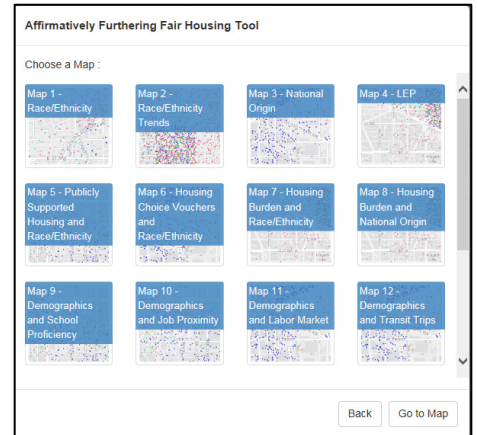 Affirmatively Furthering Fair Housing Tool
Choose a Map :
Map 1 -
Race/Ethnicity
Map 2 -
Race/Ethnicity
Trends
Map 3 - National
Origin
Map 4 - LEP
Map 5 - Publicly
Supported
Housing and
Race/Ethnicity
Map 6 - Housing
Choice Vouchers
and
Race/Ethnicity
Map 7 - Housing
Burden and
Race/Ethnicity
Map 8 - Housing
Burden and
National Origin
Map 9 -
Demographics
and School
Proficiency
Map 10 -
Demographics
and Job Proximity
Map 11 -
Demographics
and Labor Market
Map 12 -
Demographics
and Transit Trips
Back
Go to Map